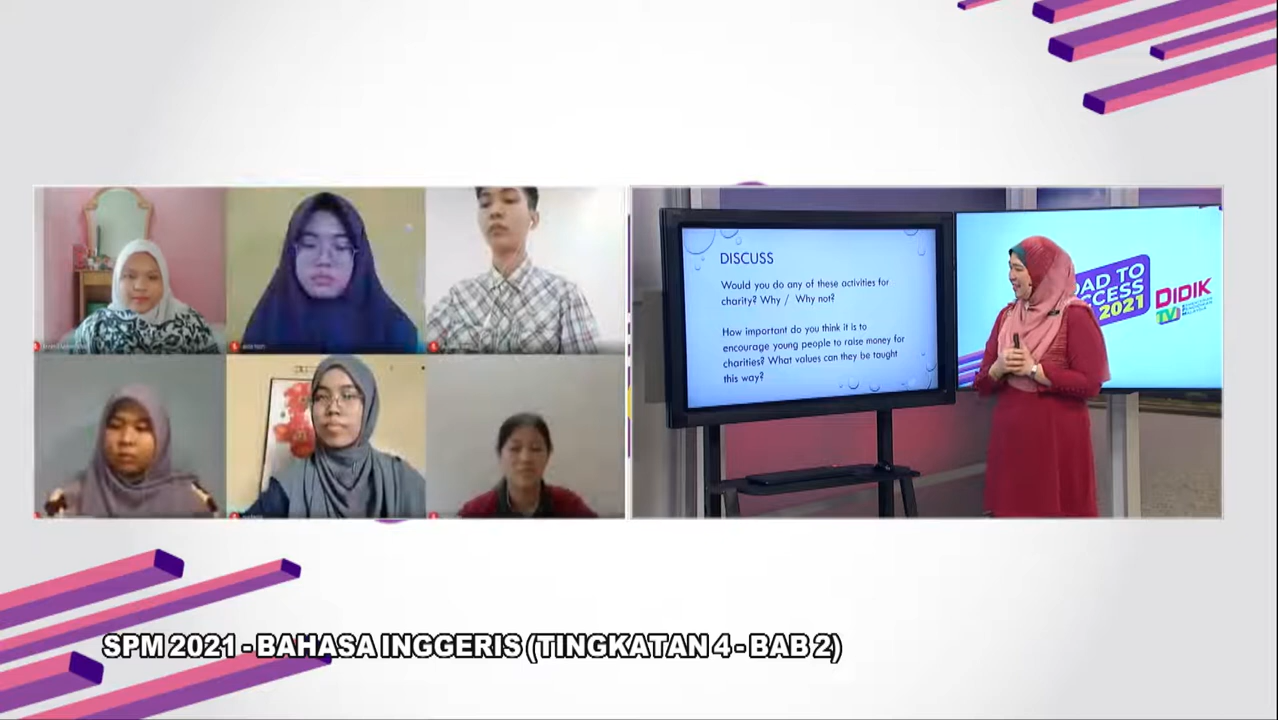 DISCUSS
Would you do any of these activities for
charity? Why / Why not?
How important do you think it is to
encourage young people to raise money for
charities? What values can they be taught
this way?
OAD TO
CCESS
2021
DIDIK
TV
SPM 2021 - BAHASA INGGERIS (TINGKATAN 4 - BAB 2)